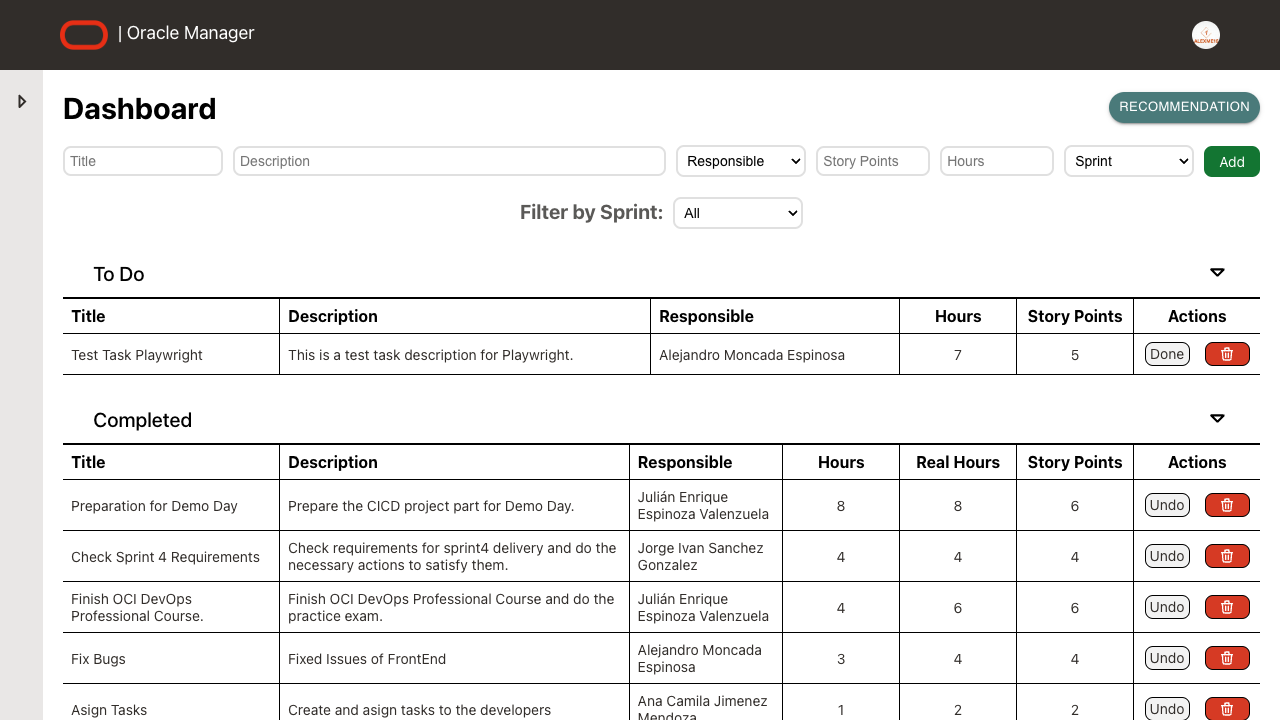 | Oracle Manager
ALEXMEIS
Dashboard
RECOMMENDATION
Title
Description
Responsible
Story Points
Hours
Sprint
Add
Filter by Sprint:
All
To Do
Title Description Responsible Hours Story Points Actions
Test Task Playwright This is a test task description for Playwright. Alejandro Moncada Espinosa 7 5 Done
Completed
Title Description Responsible Hours Real Hours Story Points Actions
Preparation for Demo Day Prepare the CICD project part for Demo Day. Julián Enrique
Espinoza Valenzuela 8 8 6 Undo
Check Sprint 4 Requirements Check requirements for sprint4 delivery and do the
necessary actions to satisfy them. Jorge Ivan Sanchez
Gonzalez 4 4 4 Undo
Finish OCI DevOps
Professional Course. Finish OCI DevOps Professional Course and do the
practice exam. Julián Enrique
Espinoza Valenzuela 4 6 6 Undo
Fix Bugs Fixed Issues of FrontEnd Alejandro Moncada
Espinosa 3 4 4 Undo
Asign Tasks Create and asign tasks to the developers Ana Camila Jimenez
Mendoza 1 2 2 Undo